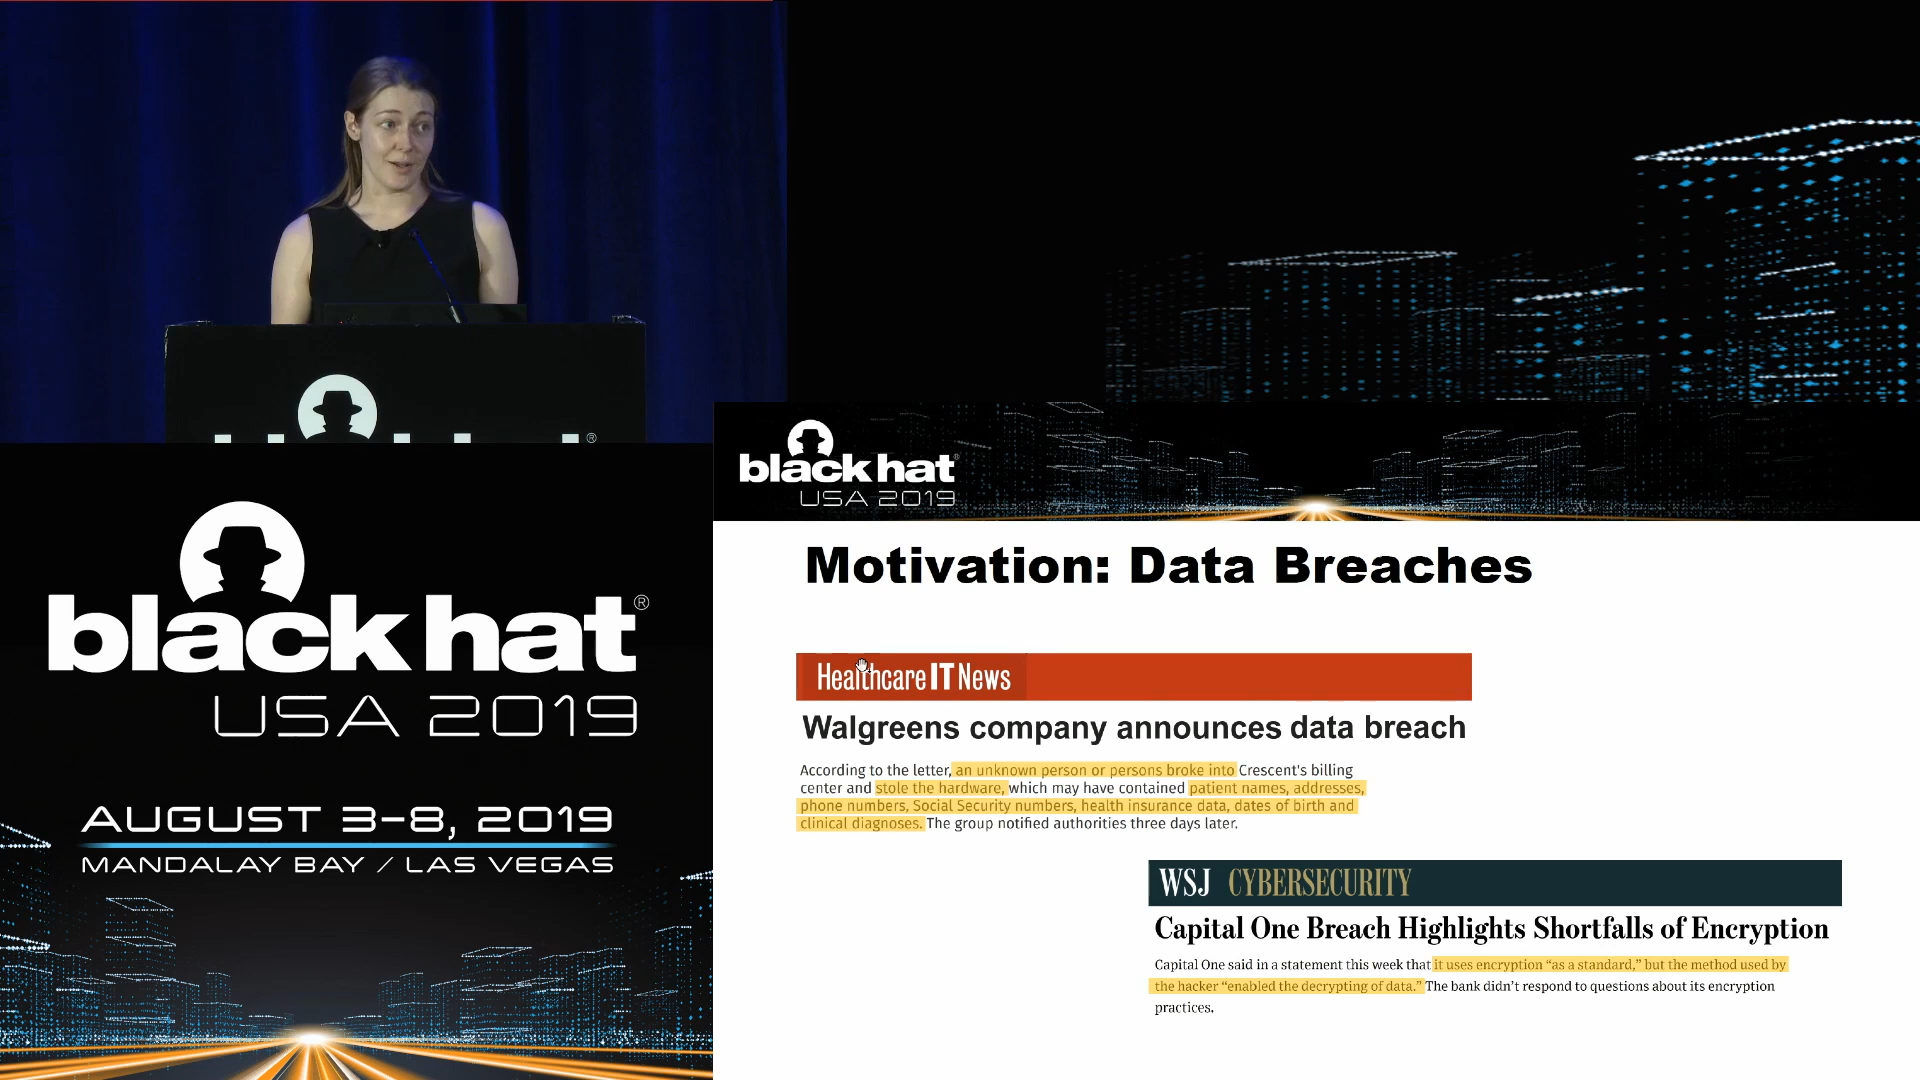 black hat®
USA 2019
AUGUST 3-8, 2019
MANDALAY BAY / LAS VEGAS
black hat®
USA 2019
Motivation: Data Breaches
Healthcare IT News
Walgreens company announces data breach
According to the letter, an unknown person or persons broke into Crescent's billing
center and stole the hardware, which may have contained patient names, addresses,
phone numbers, Social Security numbers, health insurance data, dates of birth and
clinical diagnoses. The group notified authorities three days later.
WSJ CYBERSECURITY
Capital One Breach Highlights Shortfalls of Encryption
Capital One said in a statement this week that it uses encryption “as a standard,” but the method used by
the hacker “enabled the decrypting of data.” The bank didn’t respond to questions about its encryption
practices.